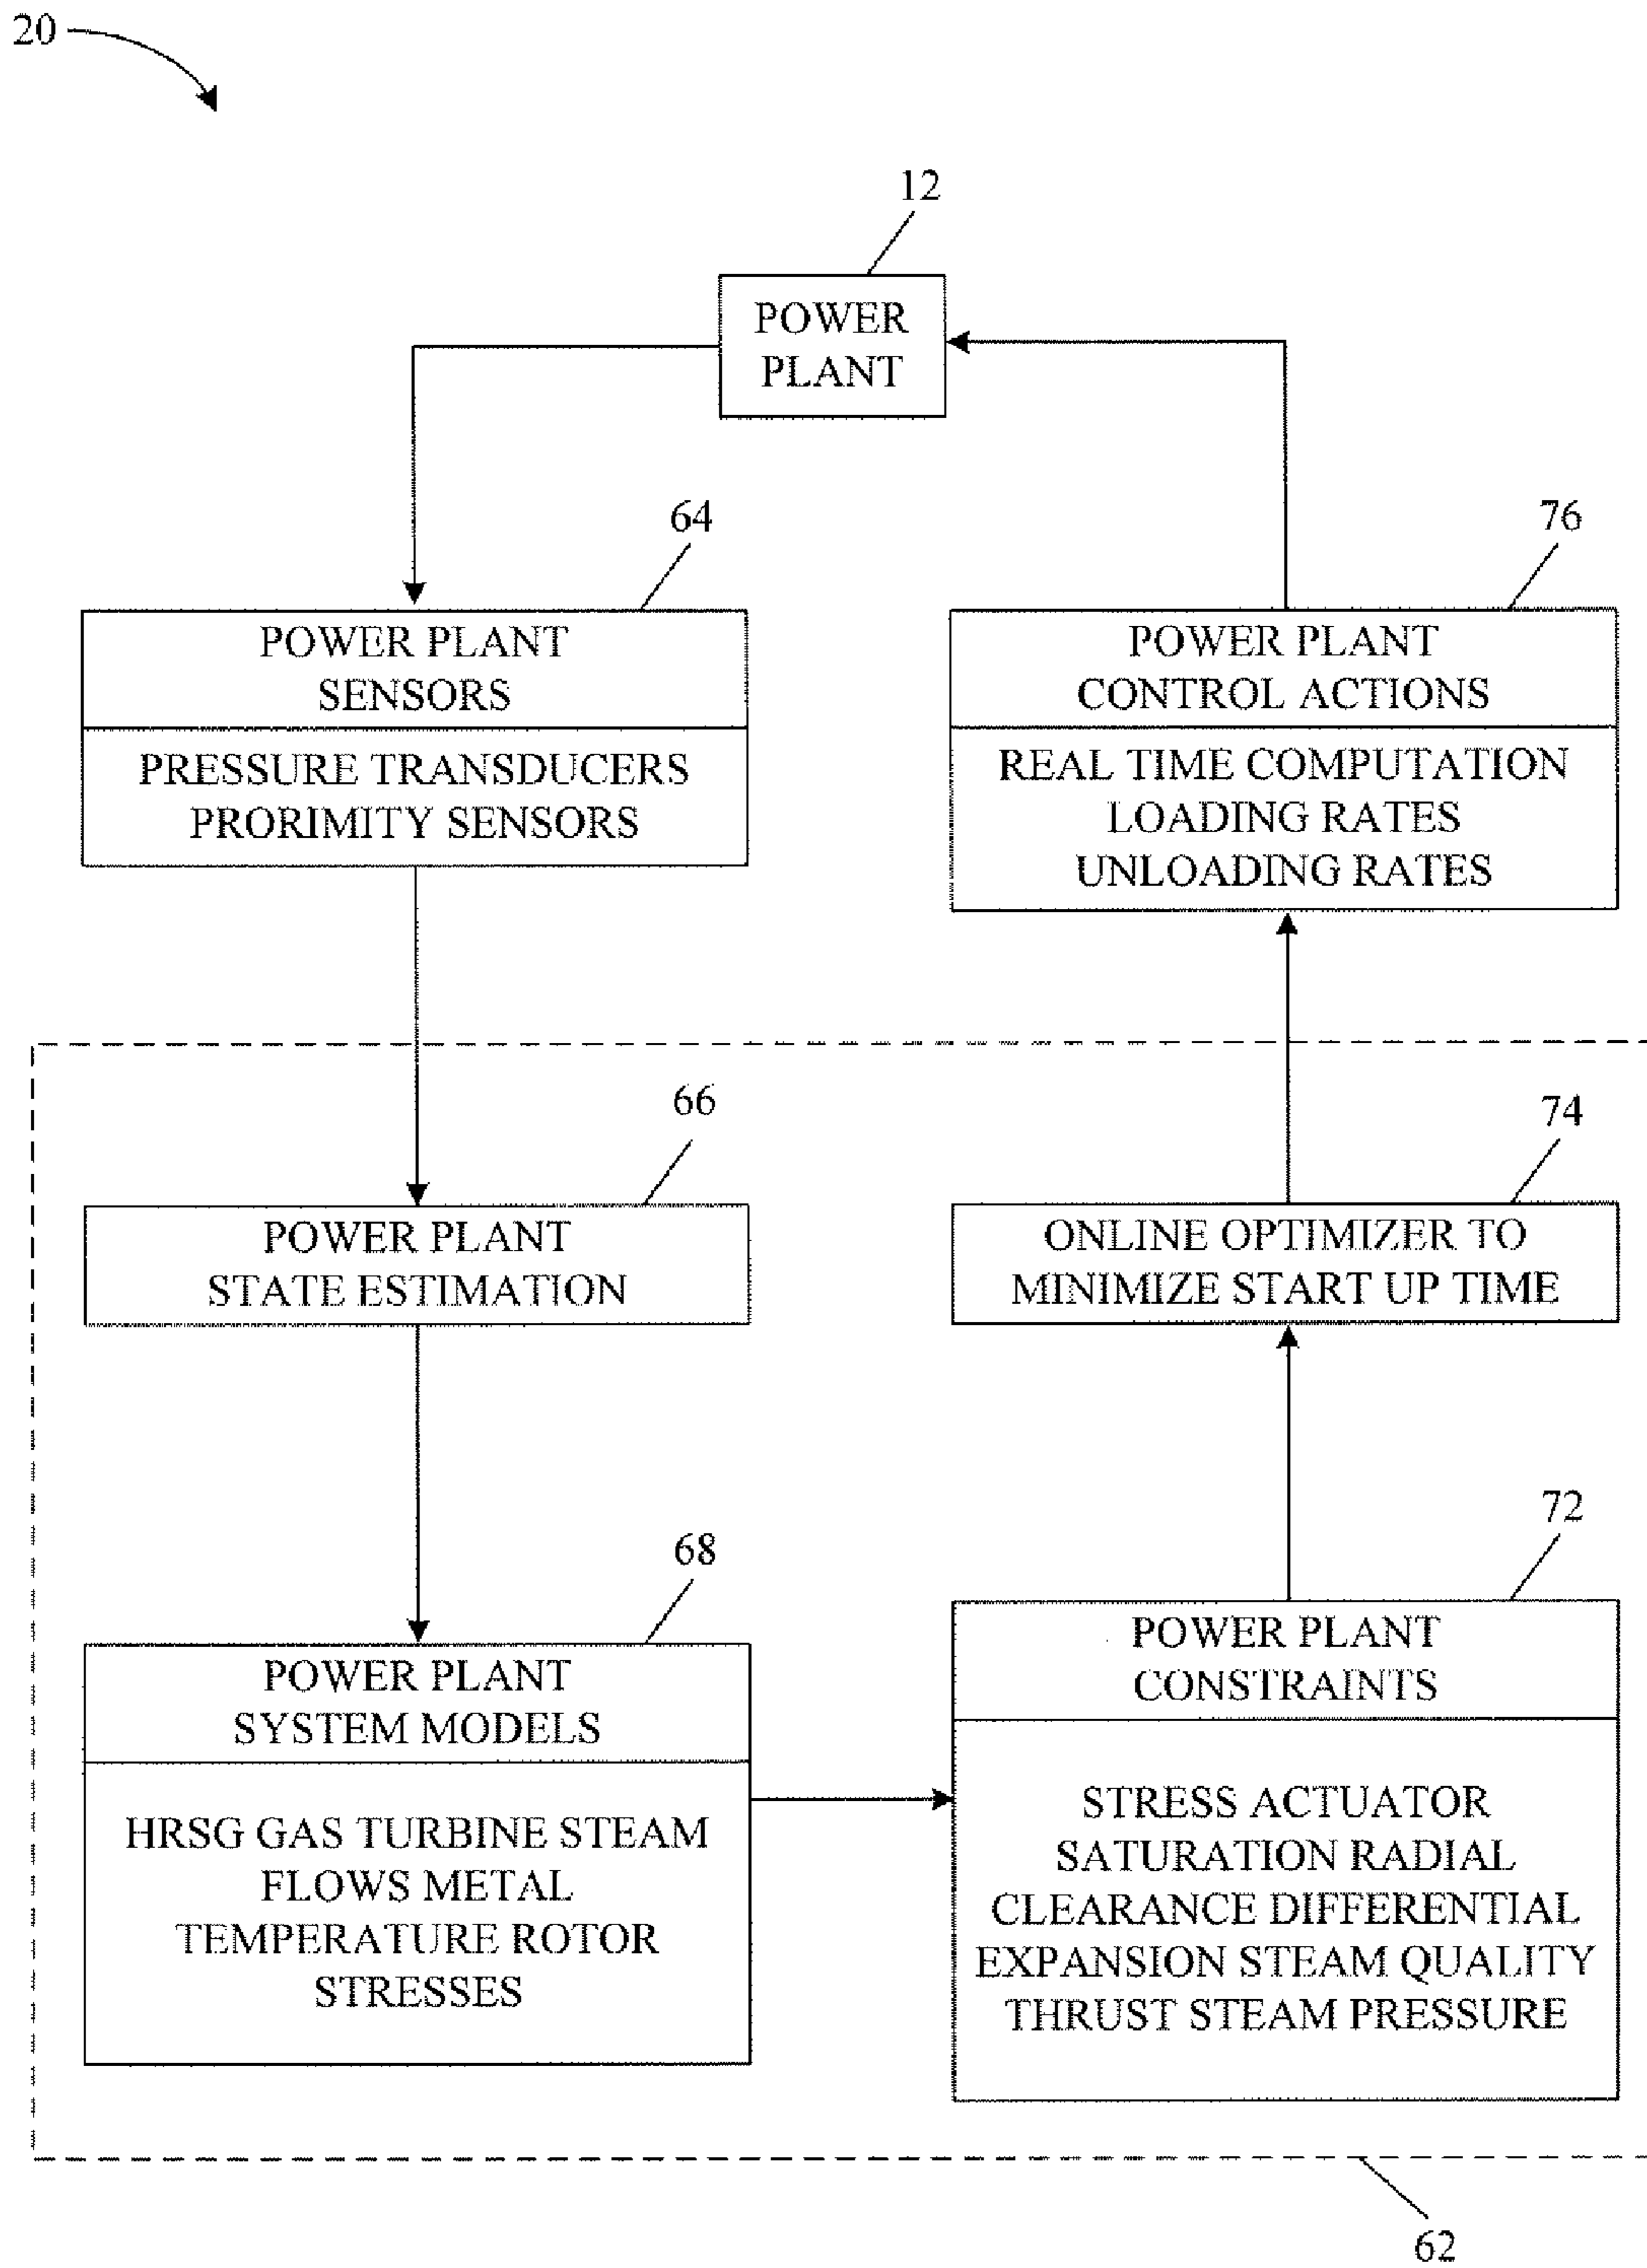 20
12
POWER
PLANT
64
POWER PLANT
SENSORS
PRESSURE TRANSDUCERS
PRORIMITY SENSORS
76
POWER PLANT
CONTROL ACTIONS
REAL TIME COMPUTATION
LOADING RATES
UNLOADING RATES
66
POWER PLANT
STATE ESTIMATION
74
ONLINE OPTIMIZER TO
MINIMIZE START UP TIME
68
POWER PLANT
SYSTEM MODELS
HRSG GAS TURBINE STEAM
FLOWS METAL
TEMPERATURE ROTOR
STRESSES
72
POWER PLANT
CONSTRAINTS
STRESS ACTUATOR
SATURATION RADIAL
CLEARANCE DIFFERENTIAL
EXPANSION STEAM QUALITY
THRUST STEAM PRESSURE
62